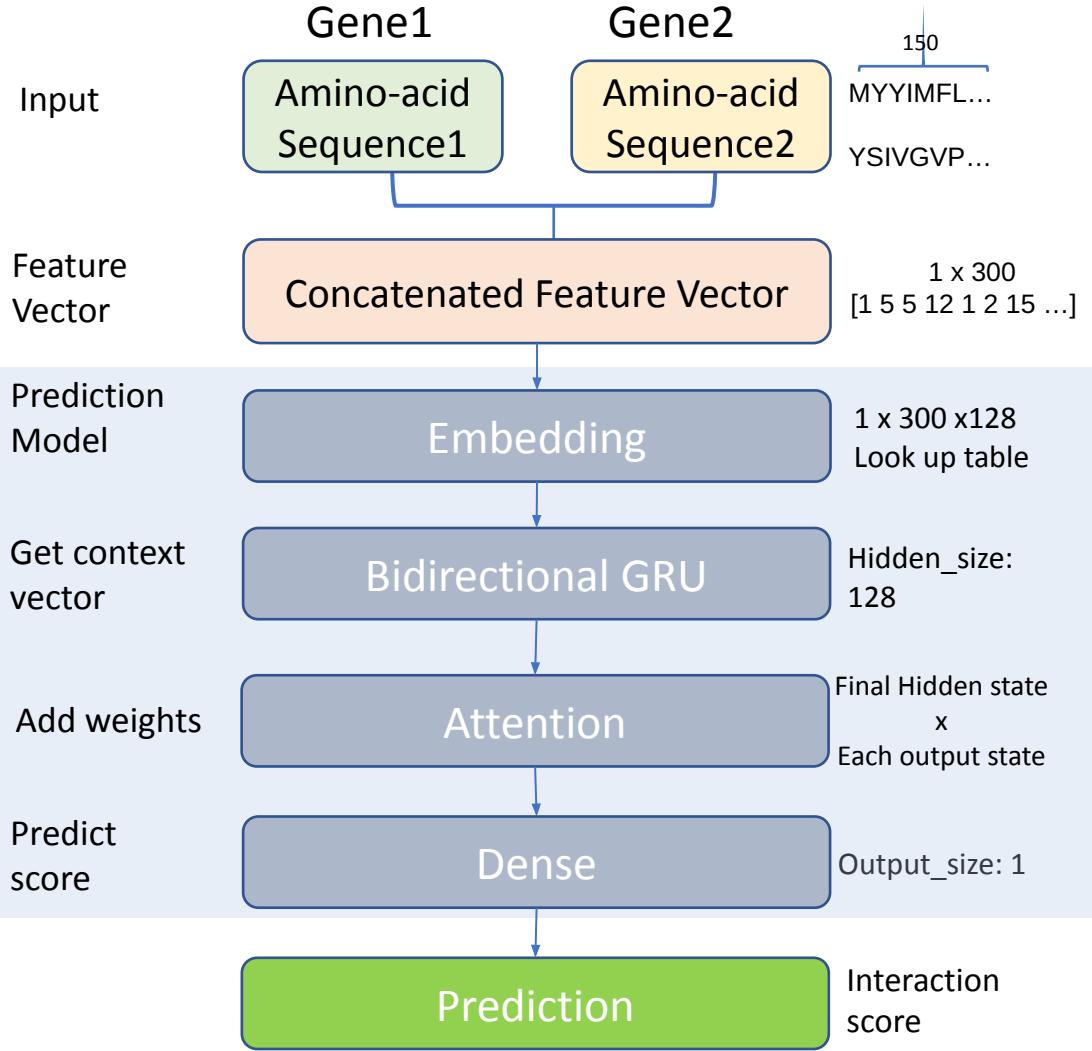 Gene1
Gene2
150
Input
Amino-acid
Sequence1
Amino-acid
Sequence2
MYYIMFL…
YSIVGVP…
Feature
Vector
Concatenated Feature Vector
1 x 300
[1 5 5 12 1 2 15 …]
Prediction
Model
Embedding
1 x 300 x128
Look up table
Get context
vector
Bidirectional GRU
Hidden_size:
128
Add weights
Attention
Final Hidden state
x
Each output state
Predict
score
Dense
Output_size: 1
Prediction
Interaction
score